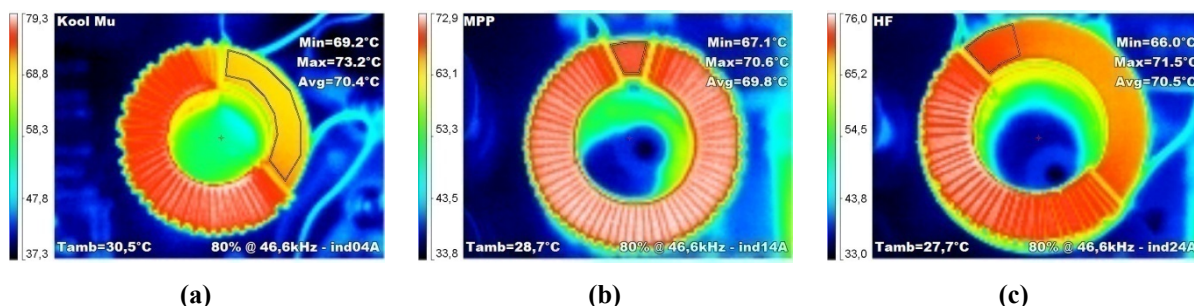 79,3
68,8
58,3
47,8
37,3
Kool Mu
Min=69.2°C
Max=73.2°C
Avg=70.4°C
Tamb=30,5°C
80% @ 46,6kHz - ind04A
72,9
63,1
53,3
43,5
33,8
MPP
Min=67.1°C
Max=70.6°C
Avg=69.8°C
Tamb=28,7°C
80% @ 46,6kHz - ind14A
76,0
65,2
54,5
43,7
33,0
HF
Min=66.0°C
Max=71.5°C
Avg=70.5°C
Tamb=27,7°C
80% @ 46,6kHz - ind24A
(a)
(b)
(c)